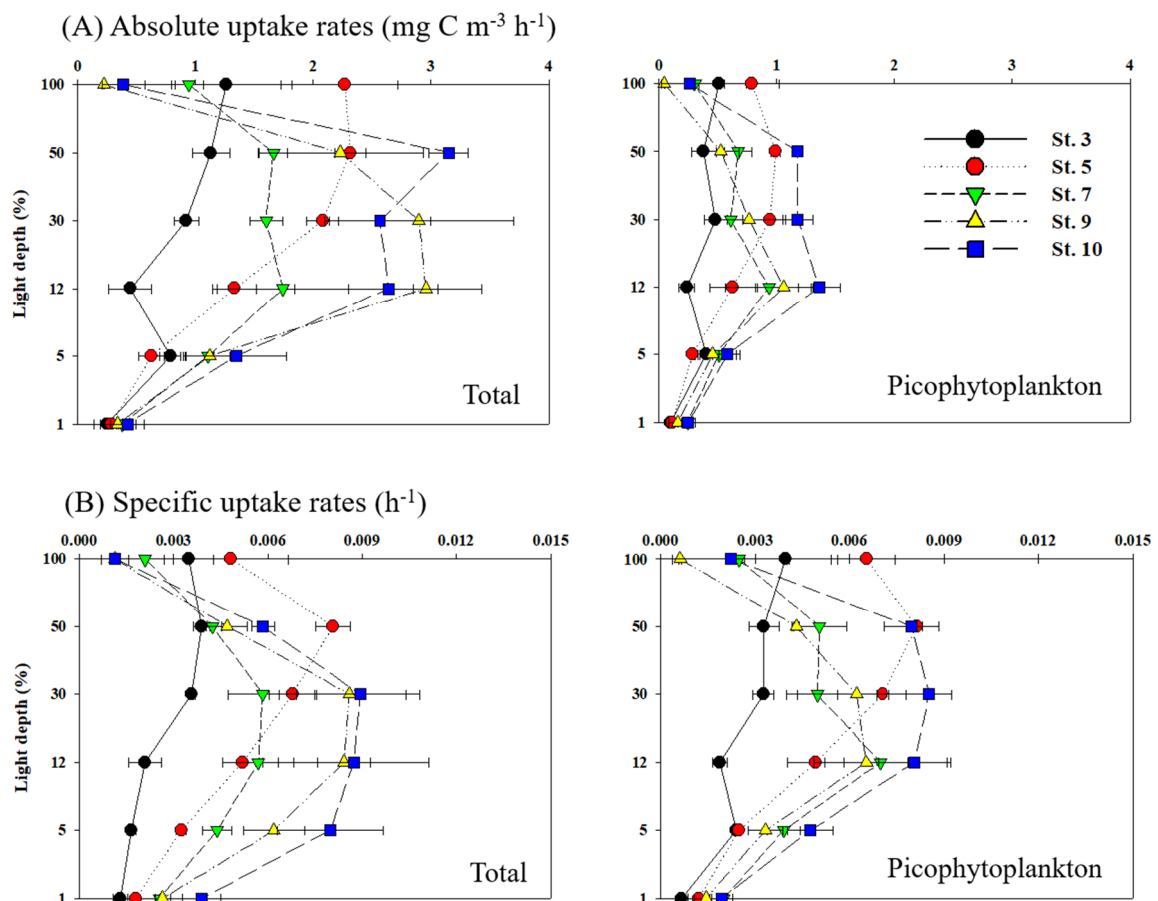 (A) Absolute uptake rates (mg C m⁻³ h⁻¹)
0 1 2 3 4
0 1 2 3 4
100
50
30
12
5
1
Light depth (%)
Total
100
50
30
12
5
1
St. 3
St. 5
St. 7
St. 9
St. 10
Picophytoplankton
(B) Specific uptake rates (h⁻¹)
0.000 0.003 0.006 0.009 0.012 0.015
0.000 0.003 0.006 0.009 0.012 0.015
100
50
30
12
5
1
Light depth (%)
Total
100
50
30
12
5
1
Picophytoplankton